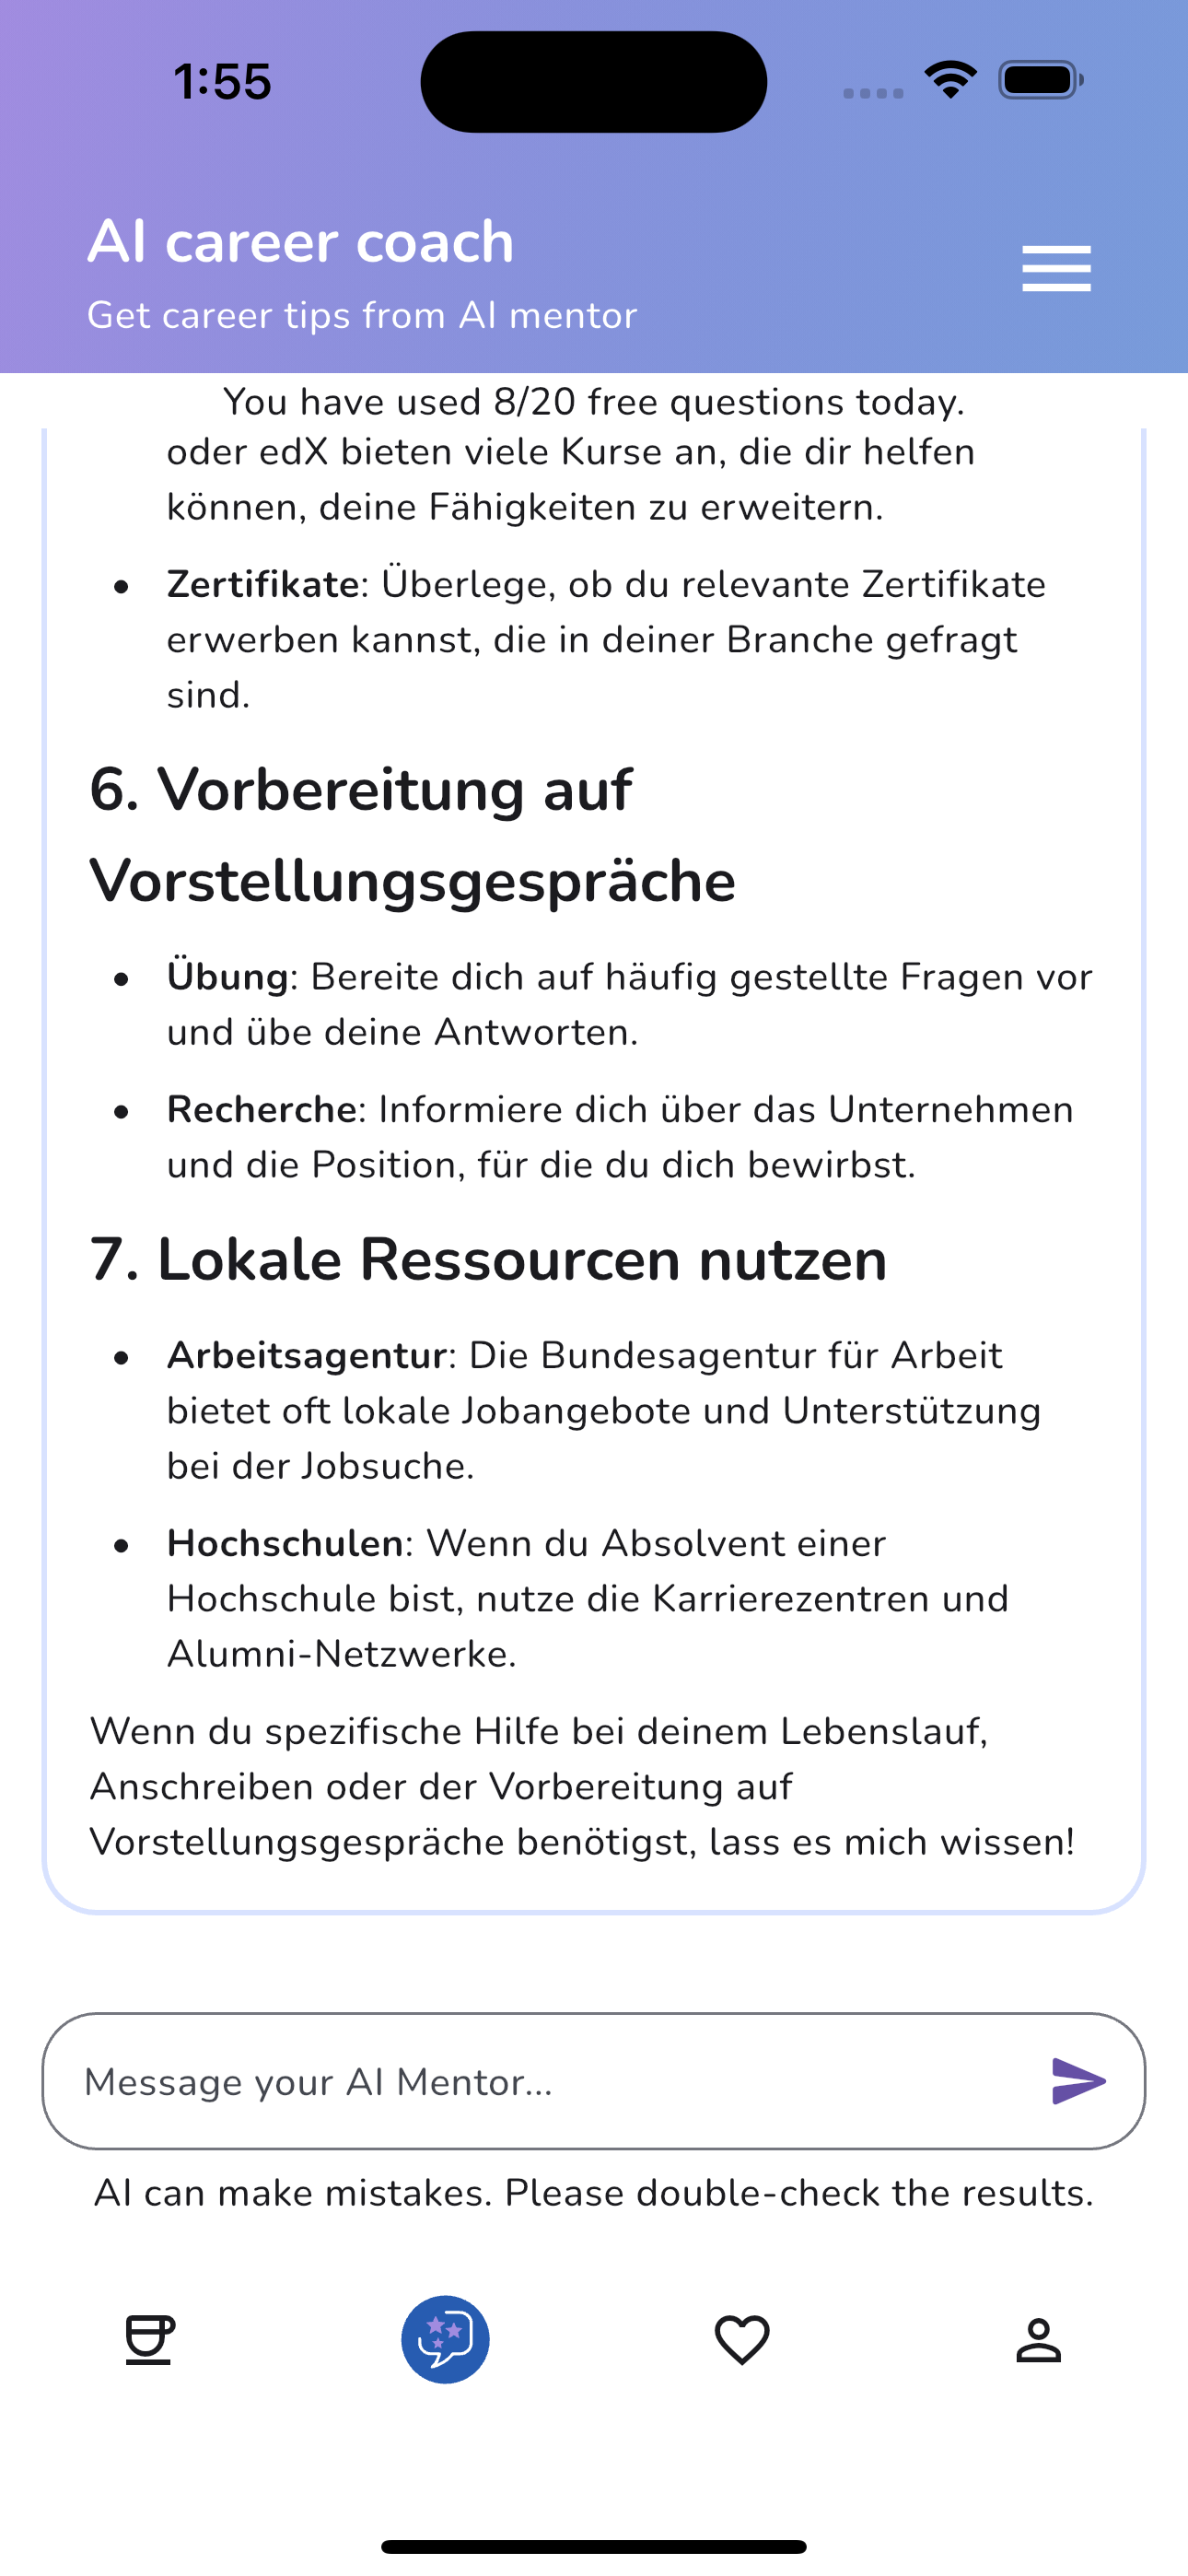 1:55
AI career coach
Get career tips from AI mentor
You have used 8/20 free questions today.
oder edX bieten viele Kurse an, die dir helfen
können, deine Fähigkeiten zu erweitern.
• Zertifikate: Überlege, ob du relevante Zertifikate
erwerben kannst, die in deiner Branche gefragt
sind.
6. Vorbereitung auf
Vorstellungsgespräche
• Übung: Bereite dich auf häufig gestellte Fragen vor
und übe deine Antworten.
• Recherche: Informiere dich über das Unternehmen
und die Position, für die du dich bewirbst.
7. Lokale Ressourcen nutzen
• Arbeitsagentur: Die Bundesagentur für Arbeit
bietet oft lokale Jobangebote und Unterstützung
bei der Jobsuche.
• Hochschulen: Wenn du Absolvent einer
Hochschule bist, nutze die Karrierezentren und
Alumni-Netzwerke.
Wenn du spezifische Hilfe bei deinem Lebenslauf,
Anschreiben oder der Vorbereitung auf
Vorstellungsgespräche benötigst, lass es mich wissen!
Message your AI Mentor...
AI can make mistakes. Please double-check the results.